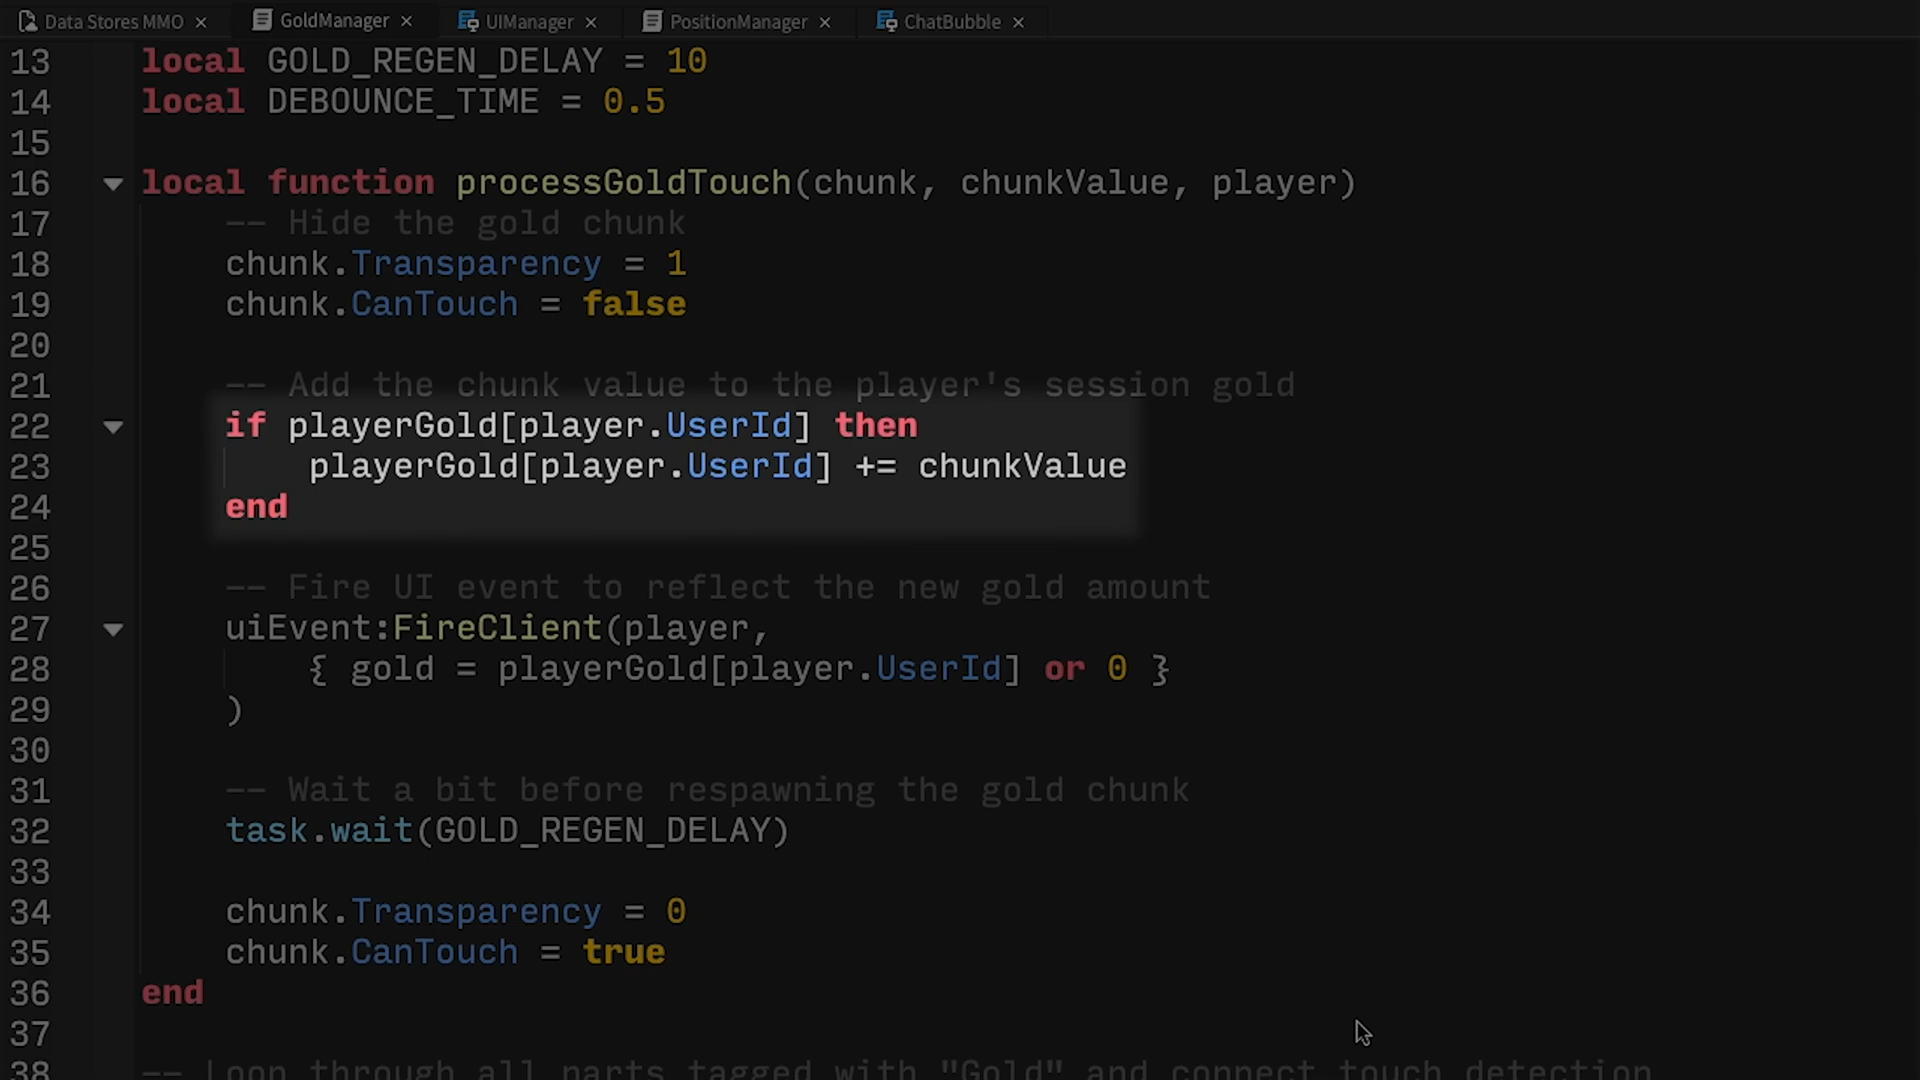 Data Stores MMO × GoldManager × UIManager × PositionManager × ChatBubble ×
13 local GOLD_REGEN_DELAY = 10
14 local DEBOUNCE_TIME = 0.5
15
16 local function processGoldTouch(chunk, chunkValue, player)
17 -- Hide the gold chunk
18 chunk.Transparency = 1
19 chunk.CanTouch = false
20
21 -- Add the chunk value to the player's session gold
22 if playerGold[player.UserId] then
23 playerGold[player.UserId] += chunkValue
24 end
25
26 -- Fire UI event to reflect the new gold amount
27 uiEvent:FireClient(player,
28 { gold = playerGold[player.UserId] or 0 }
29 )
30
31 -- Wait a bit before respawning the gold chunk
32 task.wait(GOLD_REGEN_DELAY)
33
34 chunk.Transparency = 0
35 chunk.CanTouch = true
36 end
37
38 -- Loop through all parts tagged with "Gold" and connect touch detection